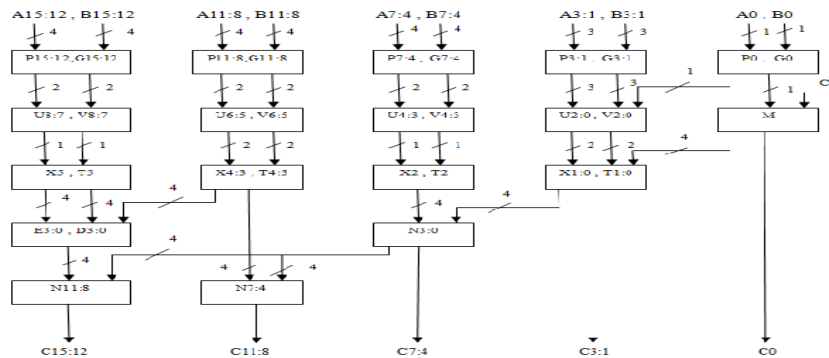 A15:12 , B15:12 A11:8 , B11:8 A7:4 , B7:4 A3:1 , B3:1 A0 , B0
4 4 4 4 4 4 3 3 1 1
P15:12,G15:12 P11:8,G11:8 P7:4 , G7:4 P3:1 , G3:1 P0 , G0
2 2 2 2 2 2 3 3 1 1 C
U8:7 , V8:7 U6:5 , V6:5 U4:3 , V4:3 U2:0 , V2:0 M
1 1 2 2 1 1 2 2 4
X5 , T5 X4:3 , T4:3 X2 , T2 X1:0 , T1:0
4 4 4 4 4
E3:0 , D3:0 N3:0
4 4 4 4
N11:8 N7:4
C15:12 C11:8 C7:4 C3:1 C0